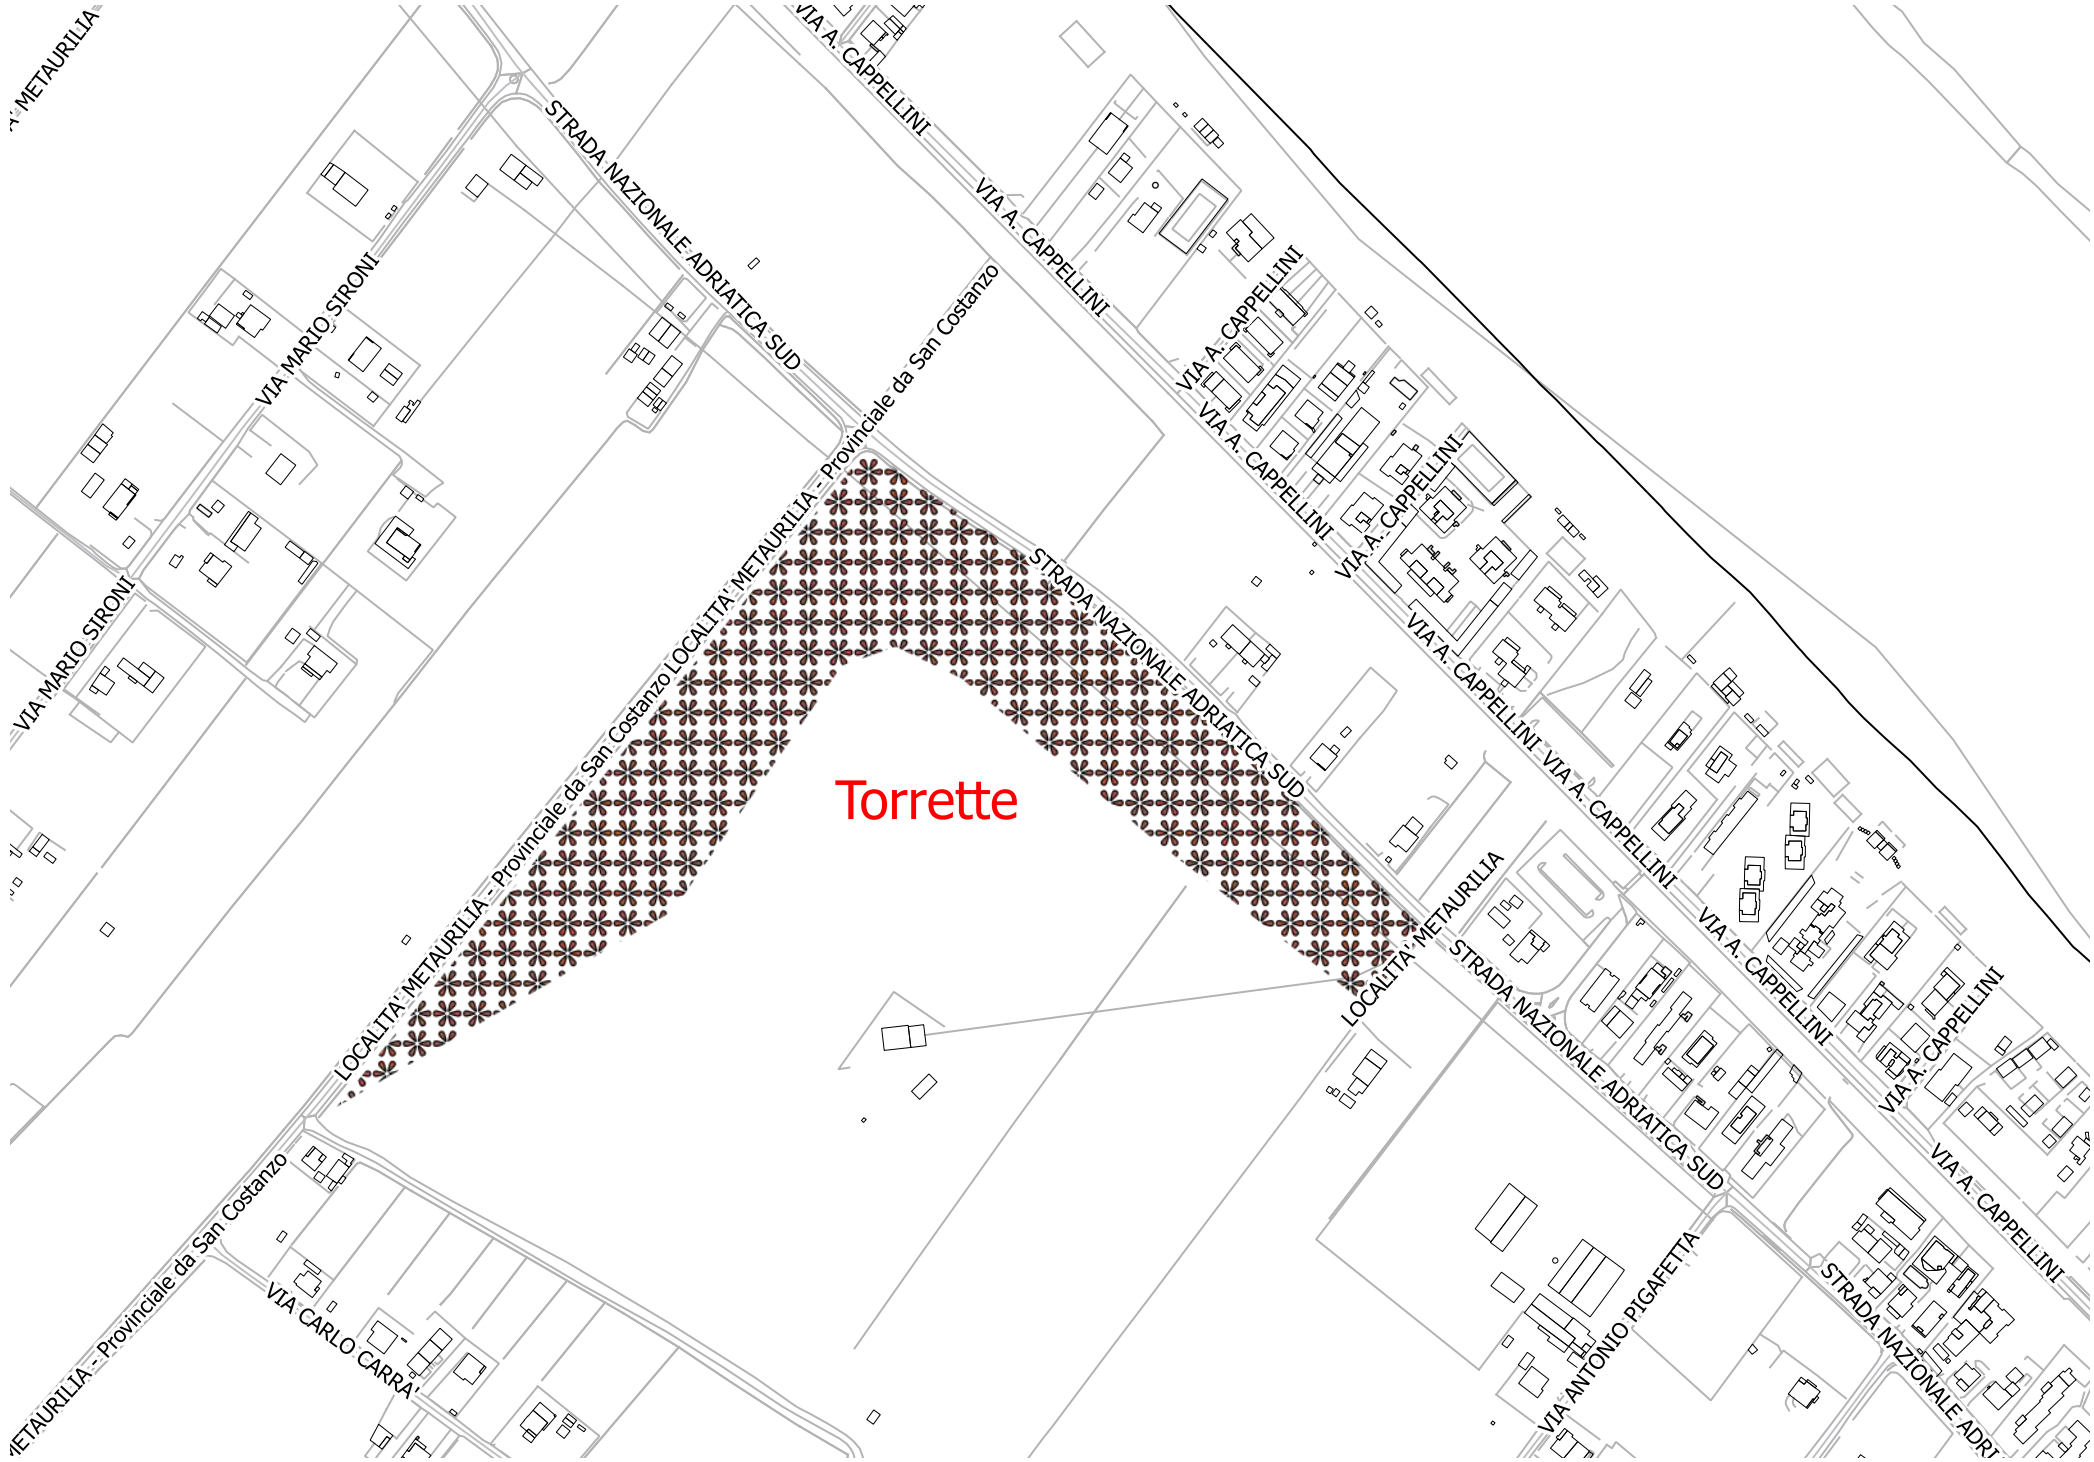 A' METAURILIA
VIA A. CAPPELLINI
STRADA NAZIONALE ADRIATICA SUD
VIA A. CAPPELLINI
VIA MARIO SIRONI
VIA A. CAPPELLINI
LOCALITA' METAURILIA - Provinciale da San Costanzo
VIA A. CAPPELLINI
VIA A. CAPPELLINI
VIA MARIO SIRONI
STRADA NAZIONALE ADRIATICA SUD
VIA A. CAPPELLINI
VIA A. CAPPELLINI
Torrette
LOCALITA' METAURILIA - Provinciale da San Costanzo
LOCALITA' METAURILIA
VIA A. CAPPELLINI
STRADA NAZIONALE ADRIATICA SUD
VIA A. CAPPELLINI
VIA A. CAPPELLINI
METAURILIA - Provinciale da San Costanzo
VIA CARLO CARRA'
VIA ANTONIO PIGAFETTA
STRADA NAZIONALE ADRI